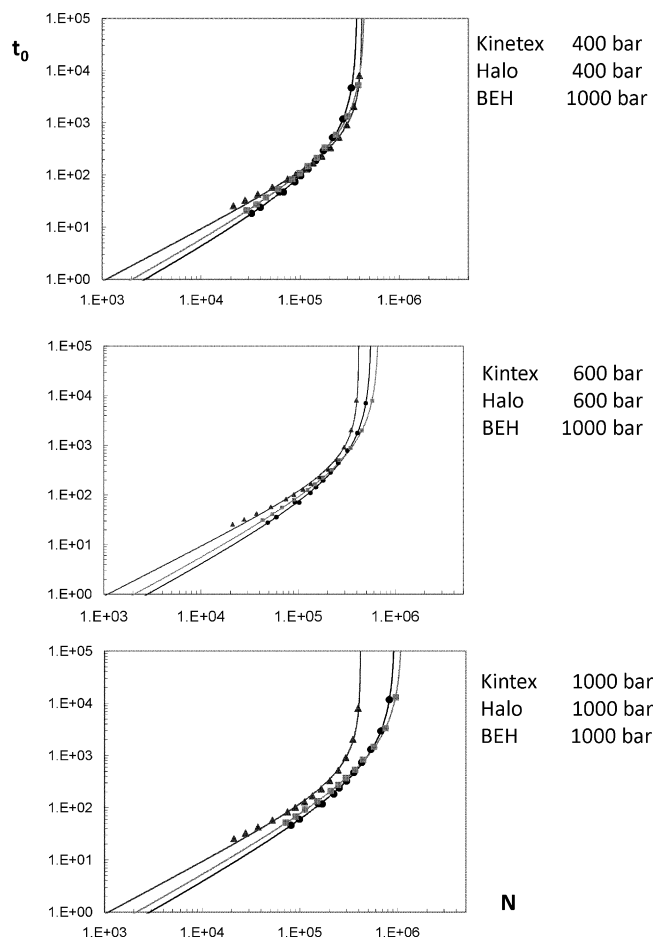 t0
1.E+05
1.E+04
1.E+03
1.E+02
1.E+01
1.E+00
1.E+03 1.E+04 1.E+05 1.E+06
Kinetex 400 bar
Halo 400 bar
BEH 1000 bar
1.E+05
1.E+04
1.E+03
1.E+02
1.E+01
1.E+00
1.E+03 1.E+04 1.E+05 1.E+06
Kintex 600 bar
Halo 600 bar
BEH 1000 bar
1.E+05
1.E+04
1.E+03
1.E+02
1.E+01
1.E+00
1.E+03 1.E+04 1.E+05 1.E+06
Kintex 1000 bar
Halo 1000 bar
BEH 1000 bar
N